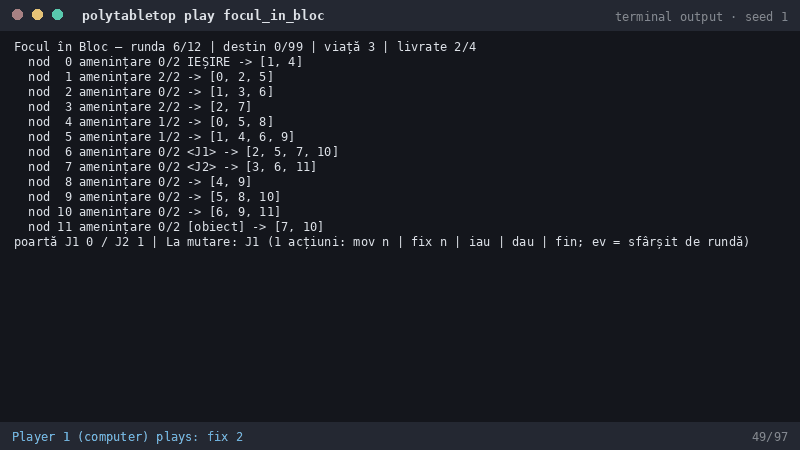 polytabletop play focul_in_bloc
terminal output · seed 1
Focul în Bloc — runda 6/12 | destin 0/99 | viață 3 | livrate 2/4
nod 0 amenințare 0/2 IEȘIRE -> [1, 4]
nod 1 amenințare 2/2 -> [0, 2, 5]
nod 2 amenințare 0/2 -> [1, 3, 6]
nod 3 amenințare 2/2 -> [2, 7]
nod 4 amenințare 1/2 -> [0, 5, 8]
nod 5 amenințare 1/2 -> [1, 4, 6, 9]
nod 6 amenințare 0/2 <J1> -> [2, 5, 7, 10]
nod 7 amenințare 0/2 <J2> -> [3, 6, 11]
nod 8 amenințare 0/2 -> [4, 9]
nod 9 amenințare 0/2 -> [5, 8, 10]
nod 10 amenințare 0/2 -> [6, 9, 11]
nod 11 amenințare 0/2 [obiect] -> [7, 10]
poartă J1 0 / J2 1 | La mutare: J1 (1 acțiuni: mov n | fix n | iau | dau | fin; ev = sfârșit de rundă)
Player 1 (computer) plays: fix 2
49/97